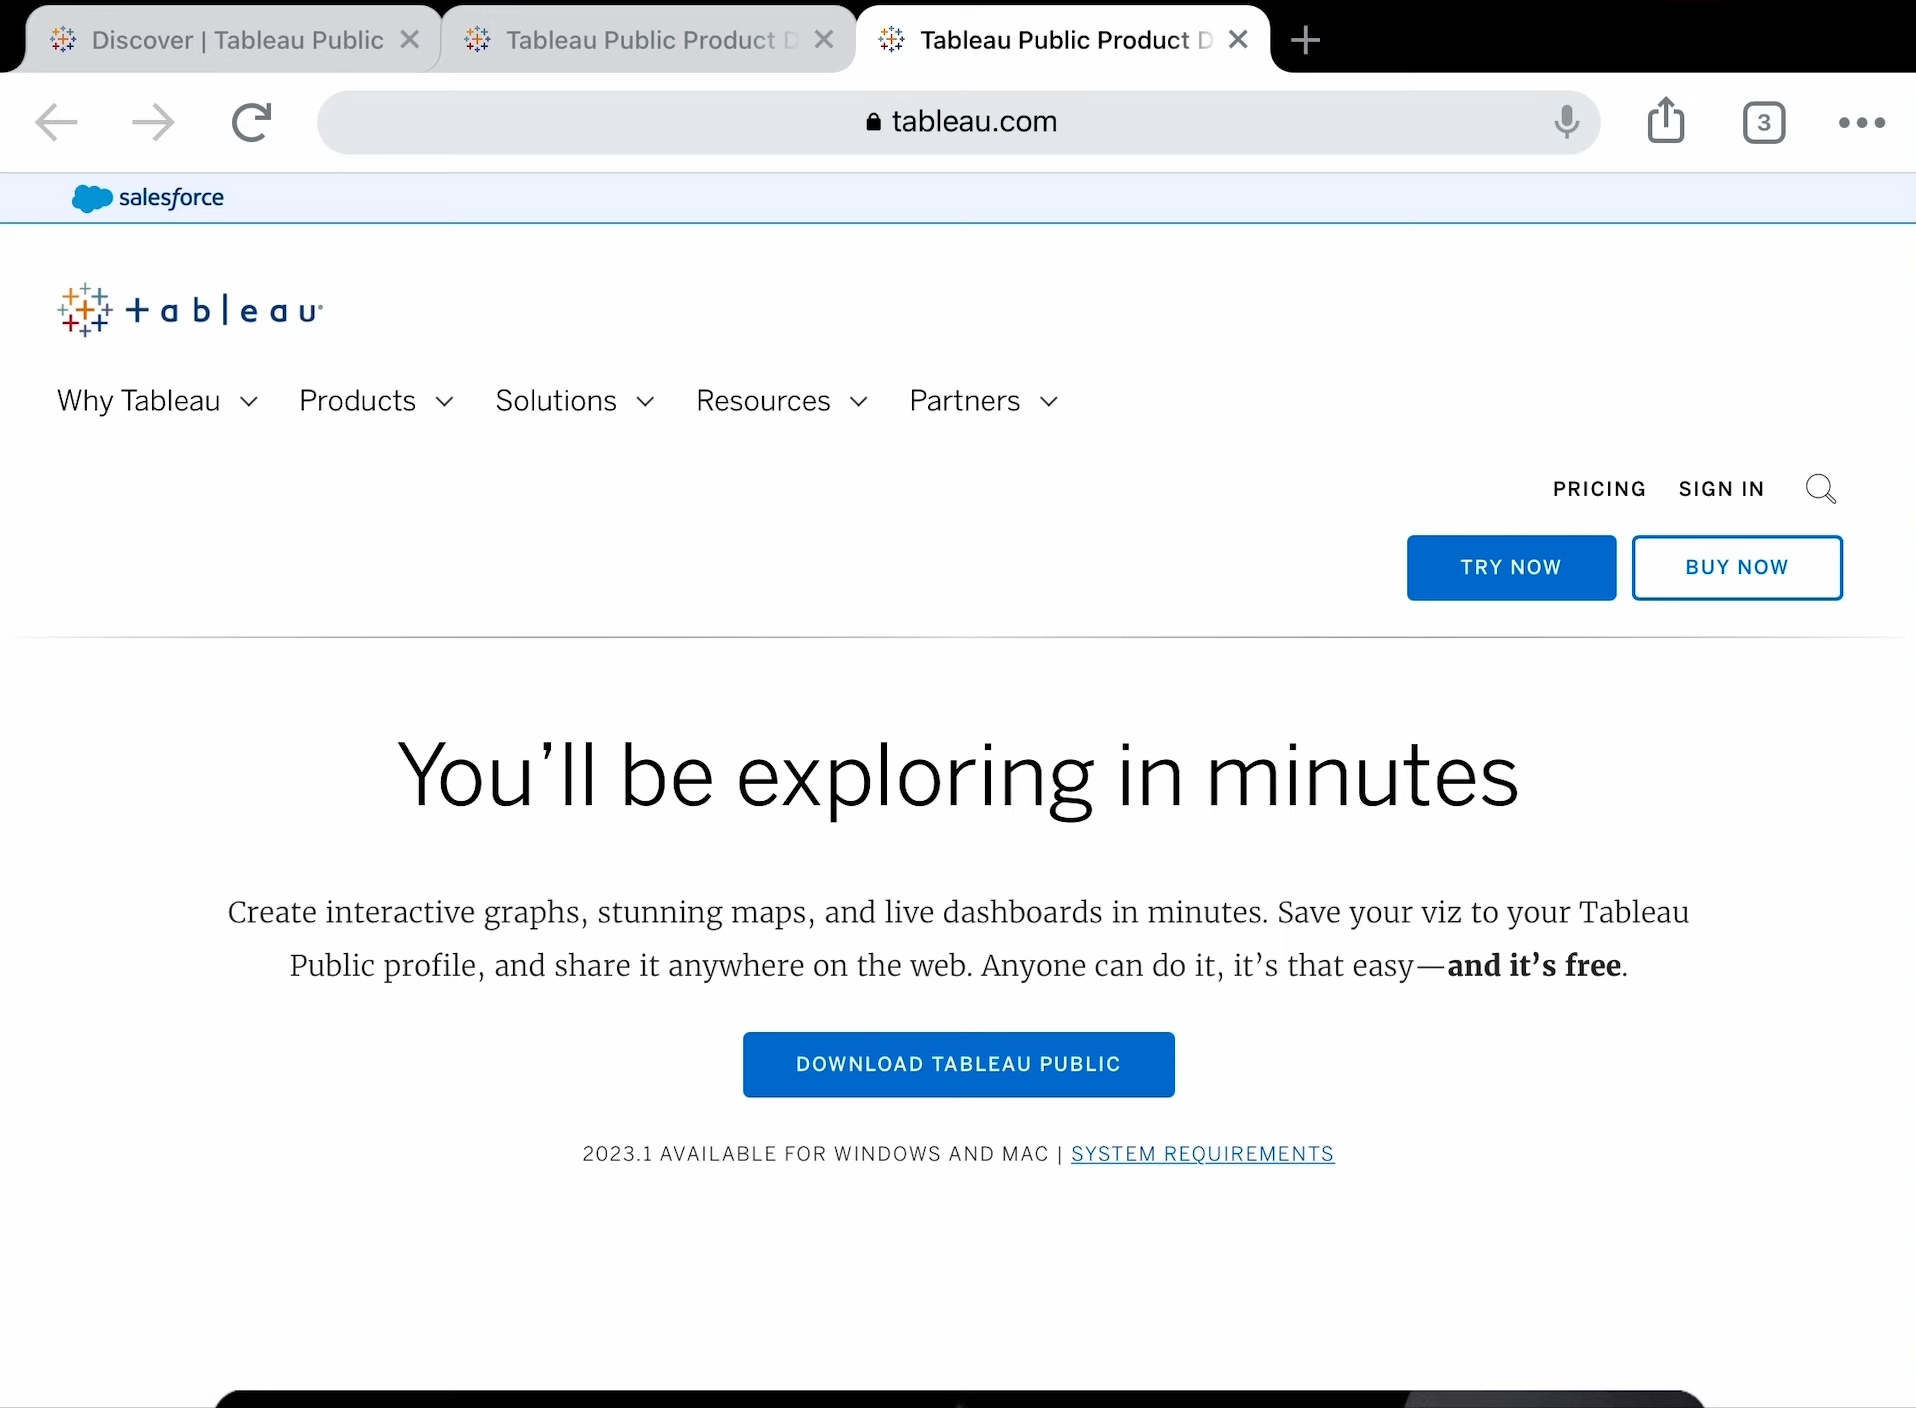 Discover | Tableau Public
Tableau Public Product D
Tableau Public Product D
tableau.com
3
salesforce
+ableau
Why Tableau
Products
Solutions
Resources
Partners
PRICING
SIGN IN
TRY NOW
BUY NOW
You’ll be exploring in minutes
Create interactive graphs, stunning maps, and live dashboards in minutes. Save your viz to your Tableau
Public profile, and share it anywhere on the web. Anyone can do it, it’s that easy—and it’s free.
DOWNLOAD TABLEAU PUBLIC
2023.1 AVAILABLE FOR WINDOWS AND MAC | SYSTEM REQUIREMENTS